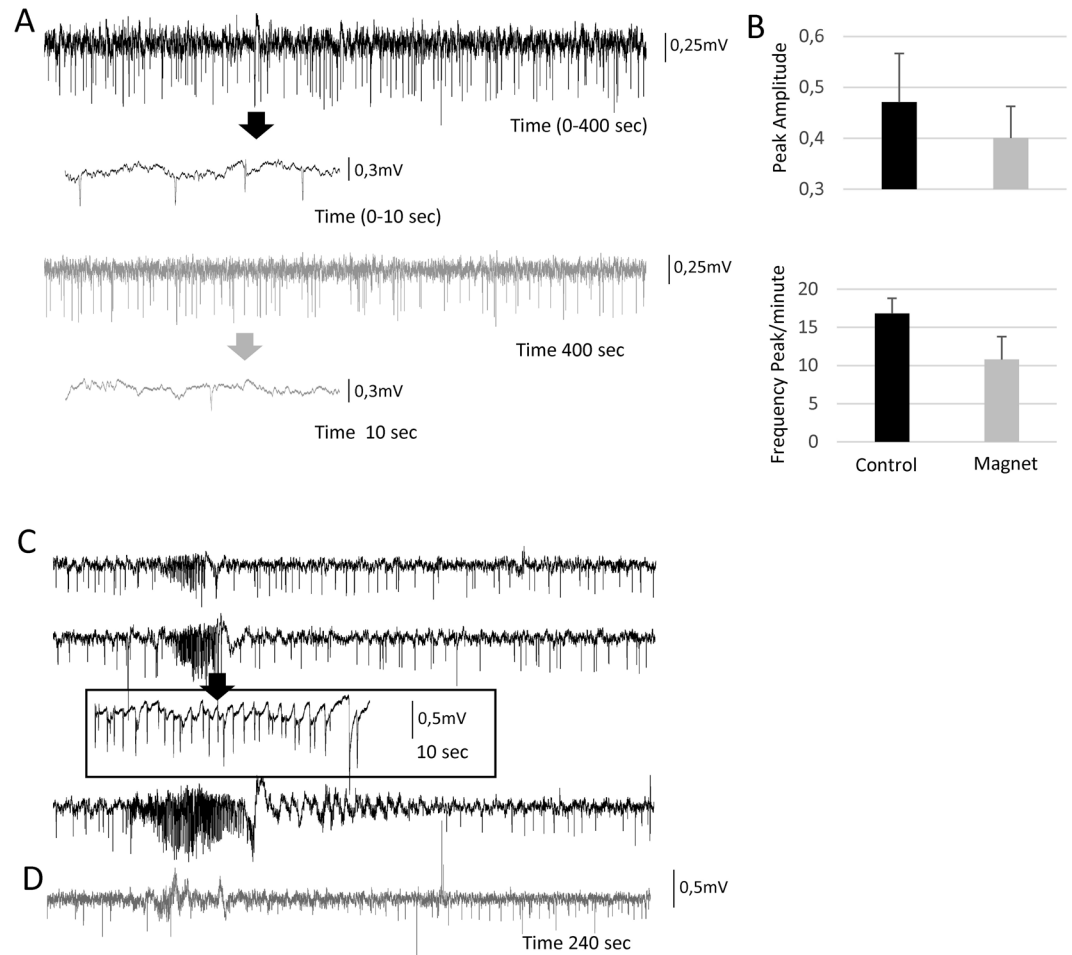 A
0,25mV
Time (0-400 sec)
0,3mV
Time (0-10 sec)
0,25mV
Time 400 sec
0,3mV
Time 10 sec
B
Peak Amplitude
0,6
0,5
0,4
0,3
Frequency Peak/minute
20
15
10
5
0
Control
Magnet
C
0,5mV
10 sec
D
0,5mV
Time 240 sec